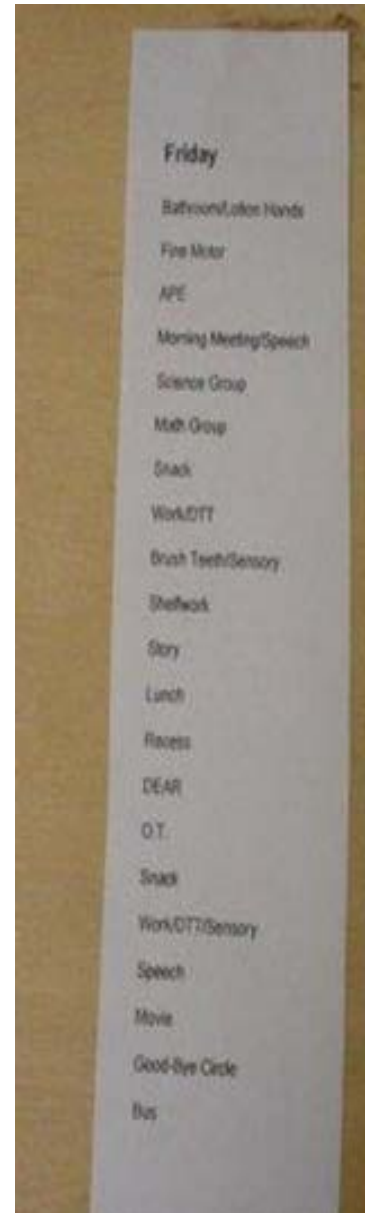 Friday
Bathroom/Lotion Hands
Fine Motor
APE
Morning Meeting/Speech
Science Group
Math Group
Snack
Work/DTT
Brush Teeth/Sensory
Shelfwork
Story
Lunch
Recess
DEAR
O.T.
Snack
Work/DTT/Sensory
Speech
Movie
Good-Bye Circle
Bus